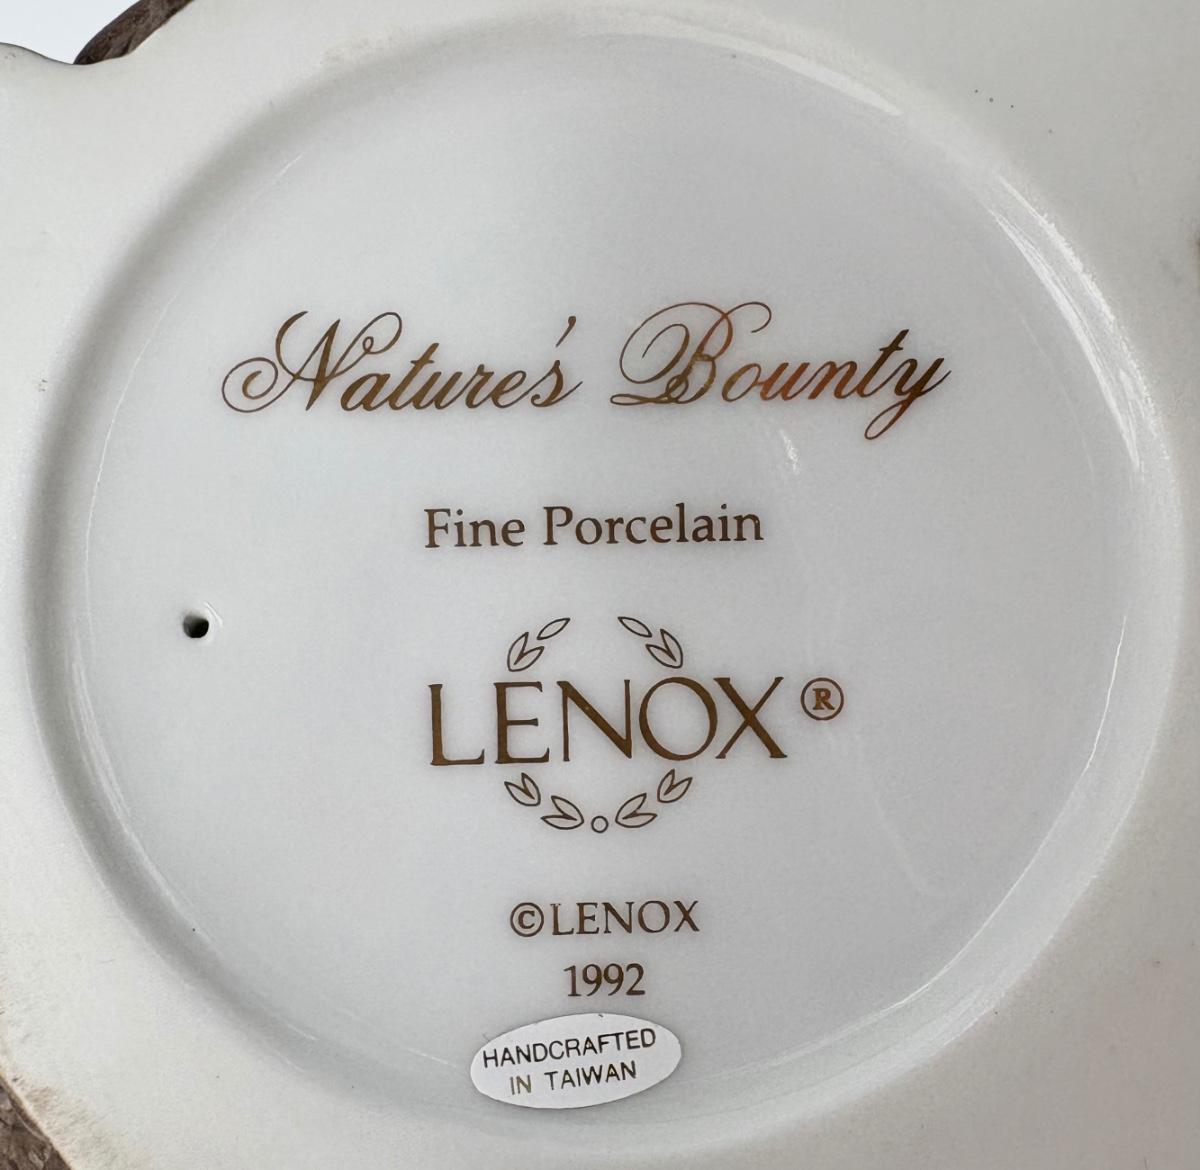 Nature's Bounty
Fine Porcelain
LENOX®
©LENOX
1992
HANDCRAFTED
IN TAIWAN